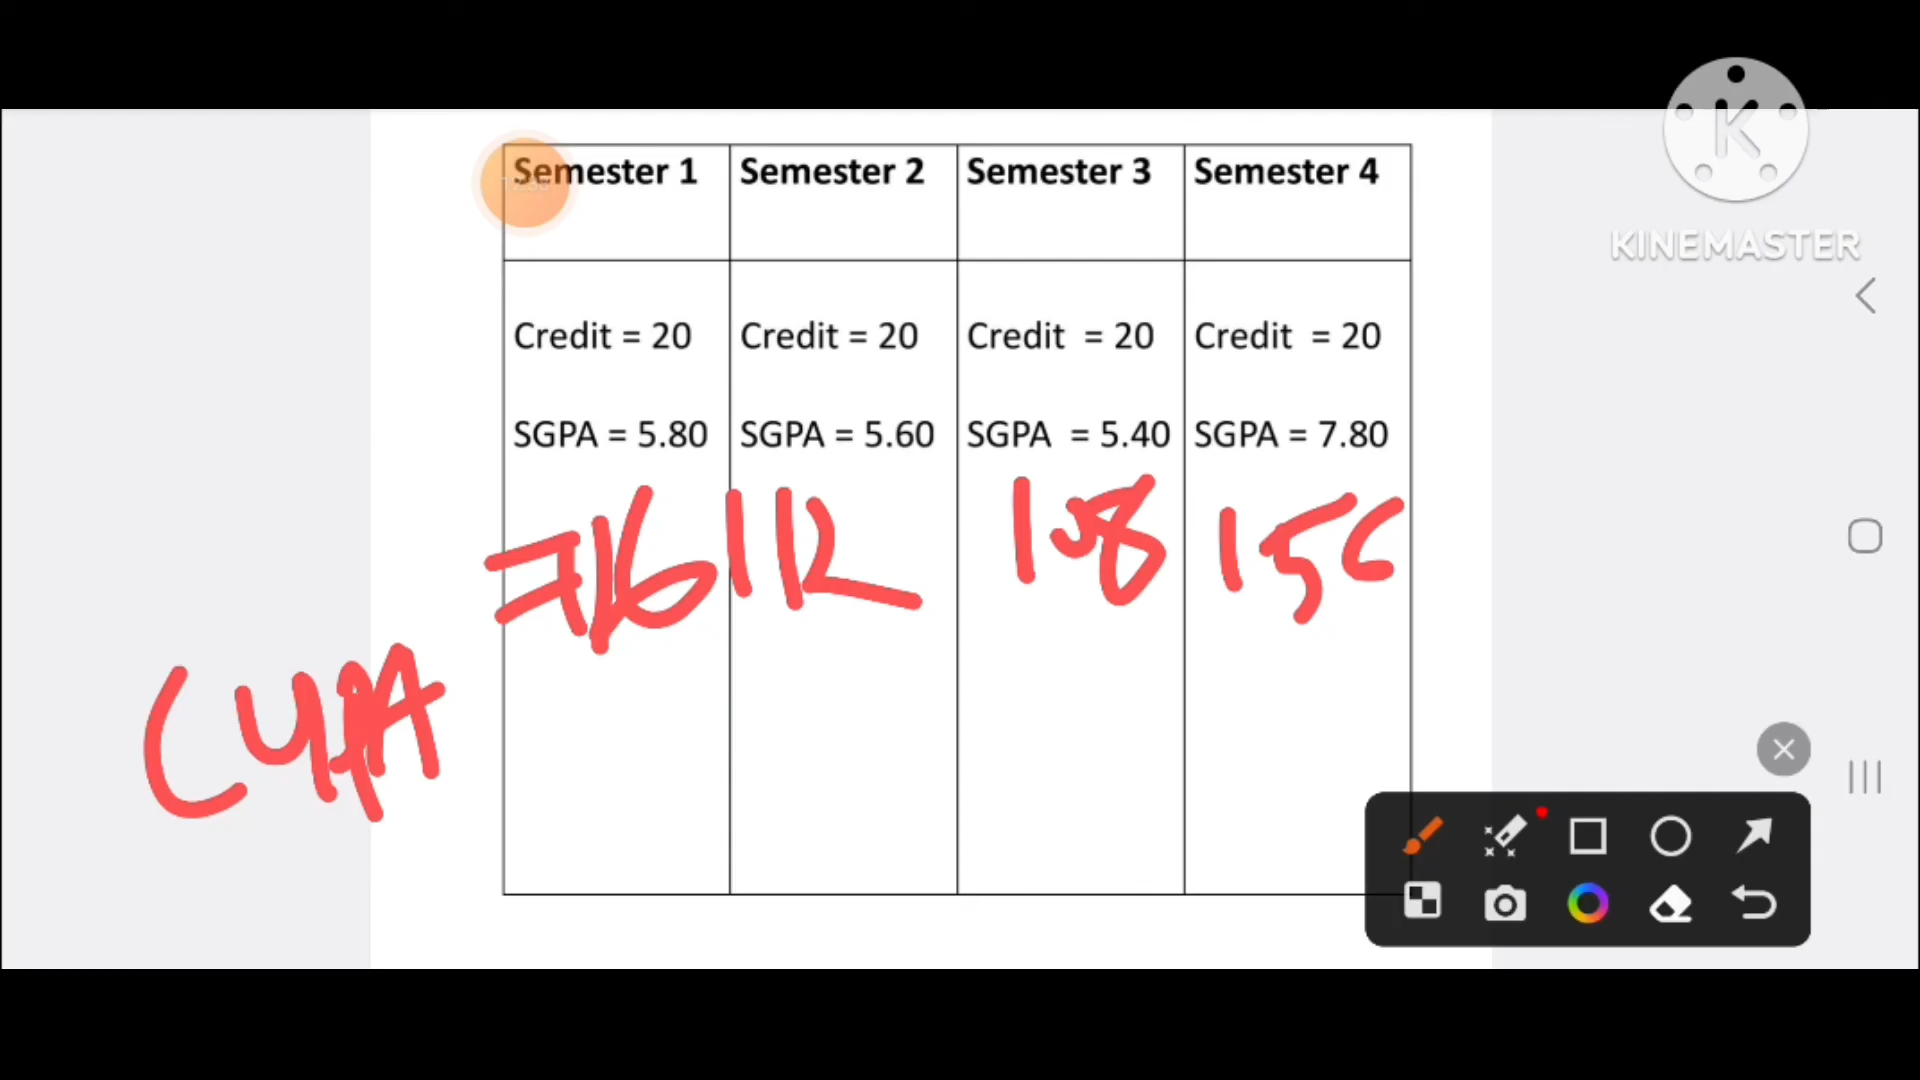 Semester 1 Semester 2 Semester 3 Semester 4
KINEMASTER
Credit = 20 Credit = 20 Credit = 20 Credit = 20
SGPA = 5.80 SGPA = 5.60 SGPA = 5.40 SGPA = 7.80
112 108 156
CGPA